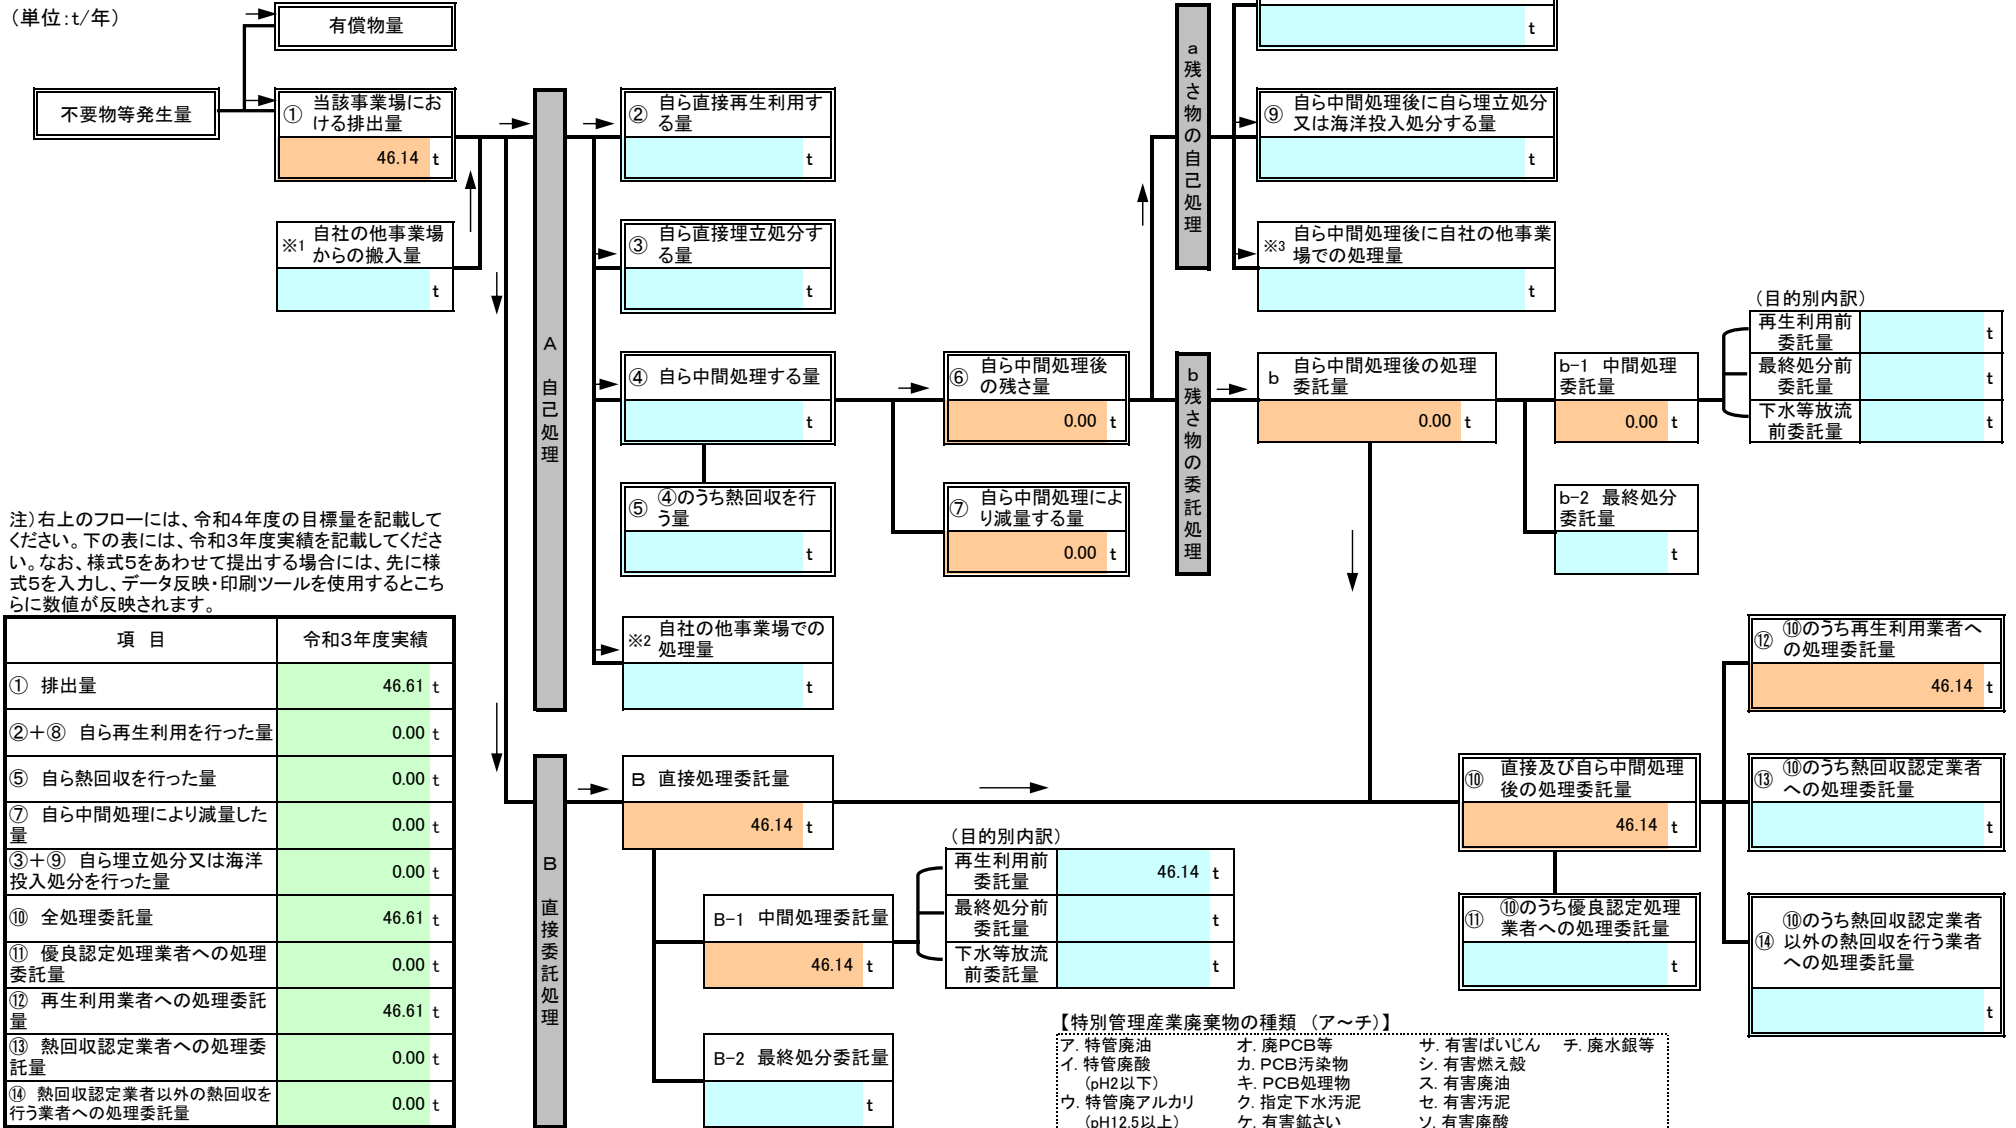 (単位:t/年)
有償物量
不要物等発生量
① 当該事業場にお
ける排出量
46.14 t
※1 自社の他事業場
からの搬入量
t
A 自己処理
② 自ら直接再生利用す
る量
t
③ 自ら直接埋立処分す
る量
t
④ 自ら中間処理する量
t
⑤ ④のうち熱回収を行
う量
t
※2 自社の他事業場での
処理量
t
⑥ 自ら中間処理後
の残さ量
0.00 t
⑦ 自ら中間処理によ
り減量する量
0.00 t
a残さ物の自己処理
t
⑨ 自ら中間処理後に自ら埋立処分
又は海洋投入処分する量
t
※3 自ら中間処理後に自社の他事業
場での処理量
t
b残さ物の委託処理
b 自ら中間処理後の処理
委託量
0.00 t
b-1 中間処理
委託量
0.00 t
b-2 最終処分
委託量
t
(目的別内訳)
再生利用前
委託量 t
最終処分前
委託量 t
下水等放流
前委託量 t
注)右上のフローには、令和4年度の目標量を記載して
ください。下の表には、令和3年度実績を記載してくださ
い。なお、様式5をあわせて提出する場合には、先に様
式5を入力し、データ反映・印刷ツールを使用するとこち
らに数値が反映されます。
項 目 令和3年度実績
① 排出量 46.61 t
②+⑧ 自ら再生利用を行った量 0.00 t
⑤ 自ら熱回収を行った量 0.00 t
⑦ 自ら中間処理により減量した
量 0.00 t
③+⑨ 自ら埋立処分又は海洋
投入処分を行った量 0.00 t
⑩ 全処理委託量 46.61 t
⑪ 優良認定処理業者への処理
委託量 0.00 t
⑫ 再生利用業者への処理委託
量 46.61 t
⑬ 熱回収認定業者への処理委
託量 0.00 t
⑭ 熱回収認定業者以外の熱回収を
行う業者への処理委託量 0.00 t
B 直接委託処理
B 直接処理委託量
46.14 t
B-1 中間処理委託量
46.14 t
B-2 最終処分委託量
t
(目的別内訳)
再生利用前
委託量 46.14 t
最終処分前
委託量 t
下水等放流
前委託量 t
⑩ 直接及び自ら中間処理
後の処理委託量
46.14 t
⑪ ⑩のうち優良認定処理
業者への処理委託量
t
⑫ ⑩のうち再生利用業者へ
の処理委託量
46.14 t
⑬ ⑩のうち熱回収認定業者
への処理委託量
t
⑭ ⑩のうち熱回収認定業者
以外の熱回収を行う業者
への処理委託量
t
【特別管理産業廃棄物の種類 (ア~チ)】
ア. 特管廃油 オ. 廃PCB等 サ. 有害ばいじん チ. 廃水銀等
イ. 特管廃酸 カ. PCB汚染物 シ. 有害燃え殻
(pH2以下) キ. PCB処理物 ス. 有害廃油
ウ. 特管廃アルカリ ク. 指定下水汚泥 セ. 有害汚泥
(pH12.5以上) ケ. 有害鉱さい ソ. 有害廃酸